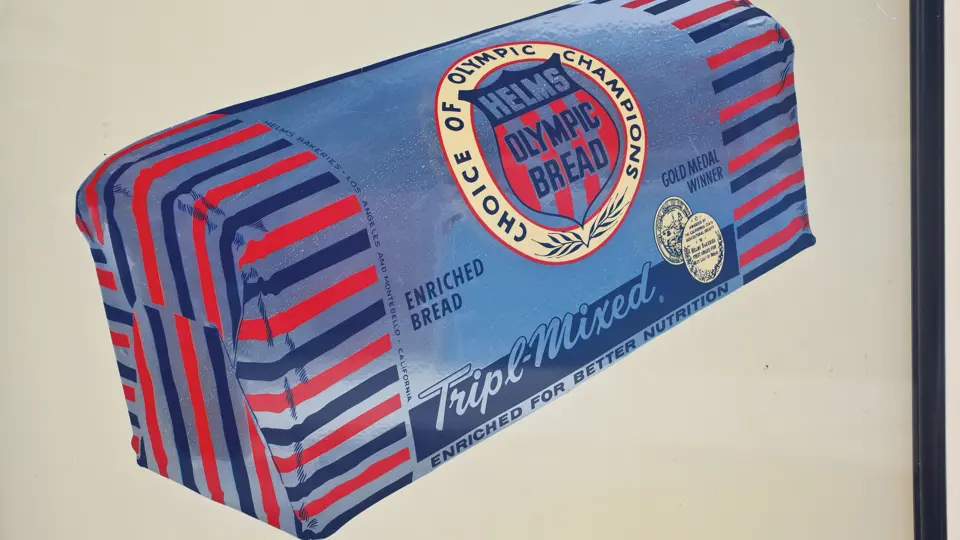 HELMS BAKERIES - LOS ANGELES AND MONTEBELLO - CALIFORNIA
CHOICE OF OLYMPIC CHAMPIONS
HELMS
OLYMPIC
BREAD
GOLD MEDAL
WINNER
ENRICHED
BREAD
Tripl-Mixed
ENRICHED FOR BETTER NUTRITION